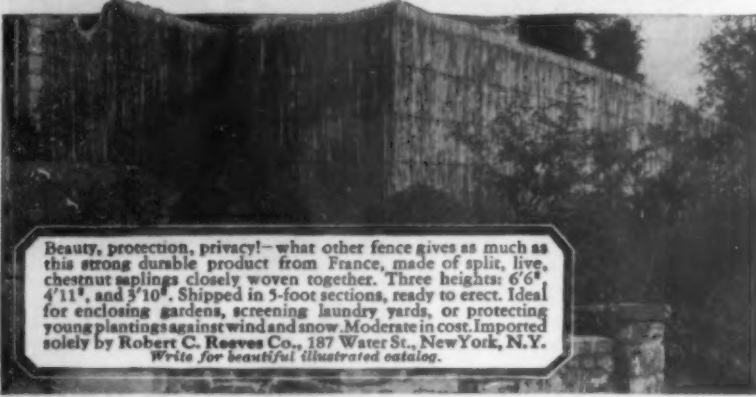 Beauty, protection, privacy!—what other fence gives as much as
this strong durable product from France, made of split, live,
chestnut saplings closely woven together. Three heights: 6'6",
4'11", and 3'10". Shipped in 5-foot sections, ready to erect. Ideal
for enclosing gardens, screening laundry yards, or protecting
young plantings against wind and snow. Moderate in cost. Imported
solely by Robert C. Reeves Co., 187 Water St., New York, N.Y.
Write for beautiful illustrated catalog.